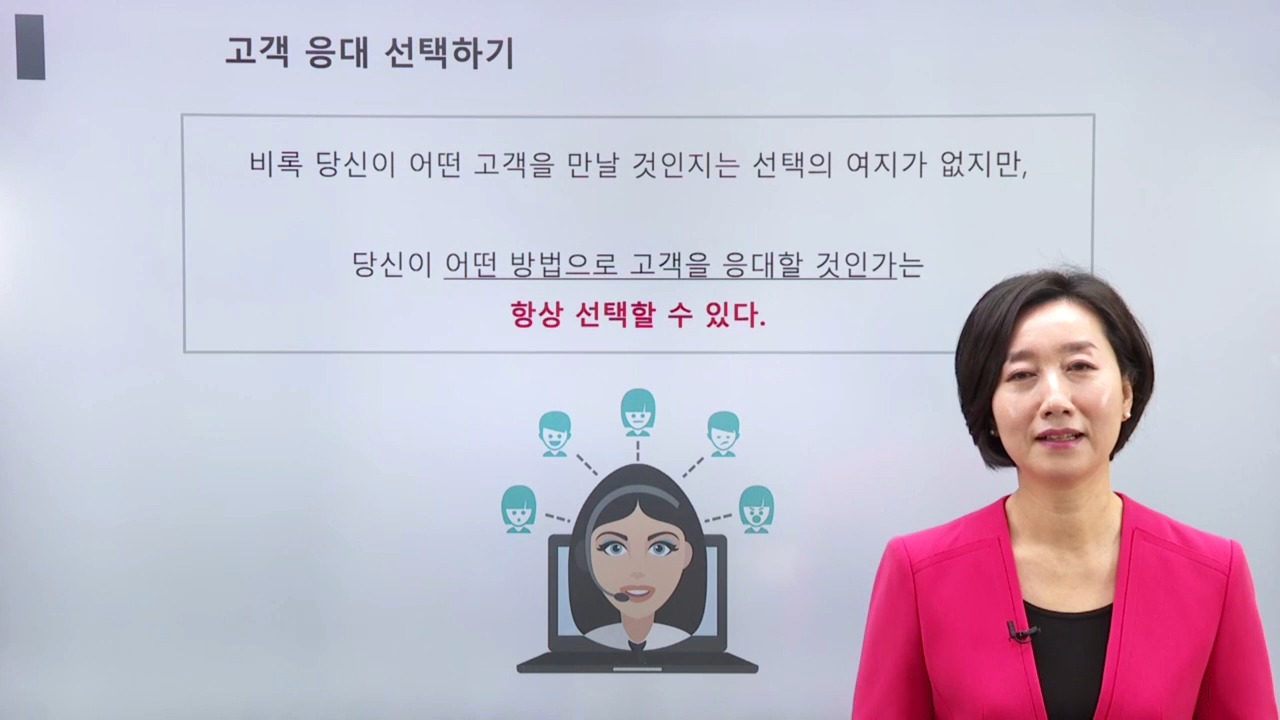 고객 응대 선택하기
비록 당신이 어떤 고객을 만날 것인지는 선택의 여지가 없지만,
당신이 어떤 방법으로 고객을 응대할 것인가는
항상 선택할 수 있다.